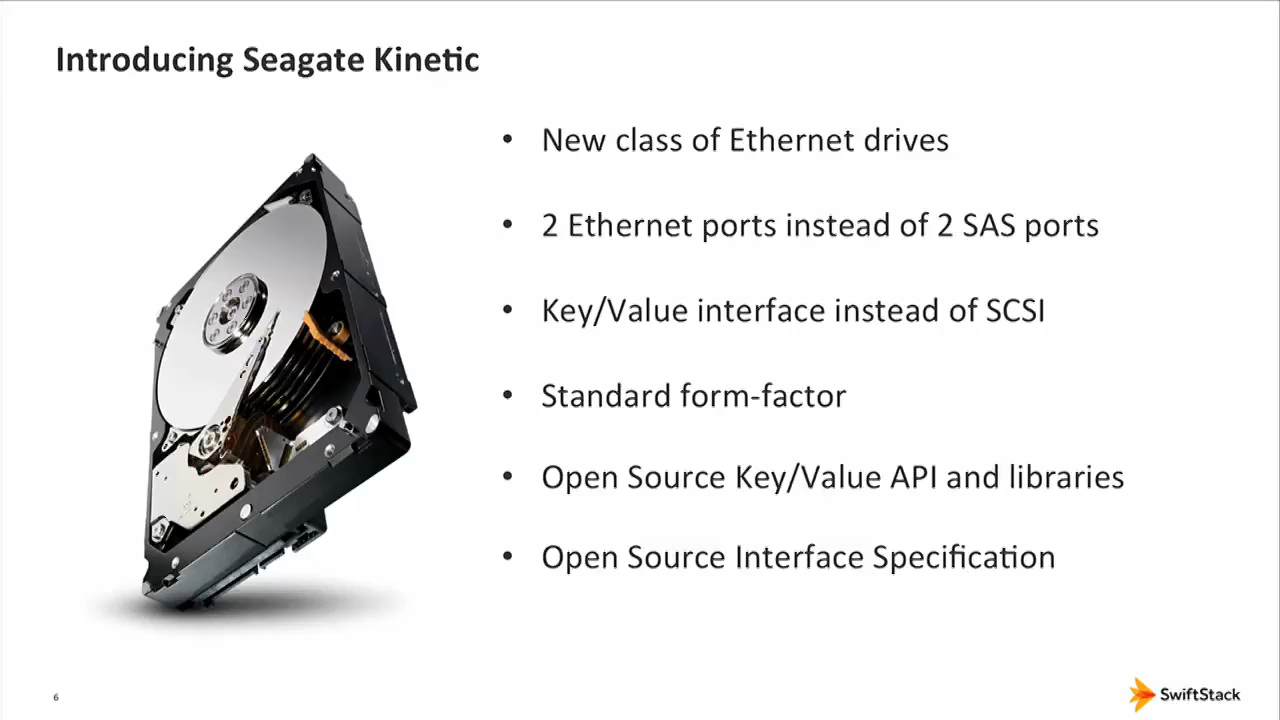 Introducing Seagate Kinetic
• New class of Ethernet drives
• 2 Ethernet ports instead of 2 SAS ports
• Key/Value interface instead of SCSI
• Standard form-factor
• Open Source Key/Value API and libraries
• Open Source Interface Specification
6
SwiftStack